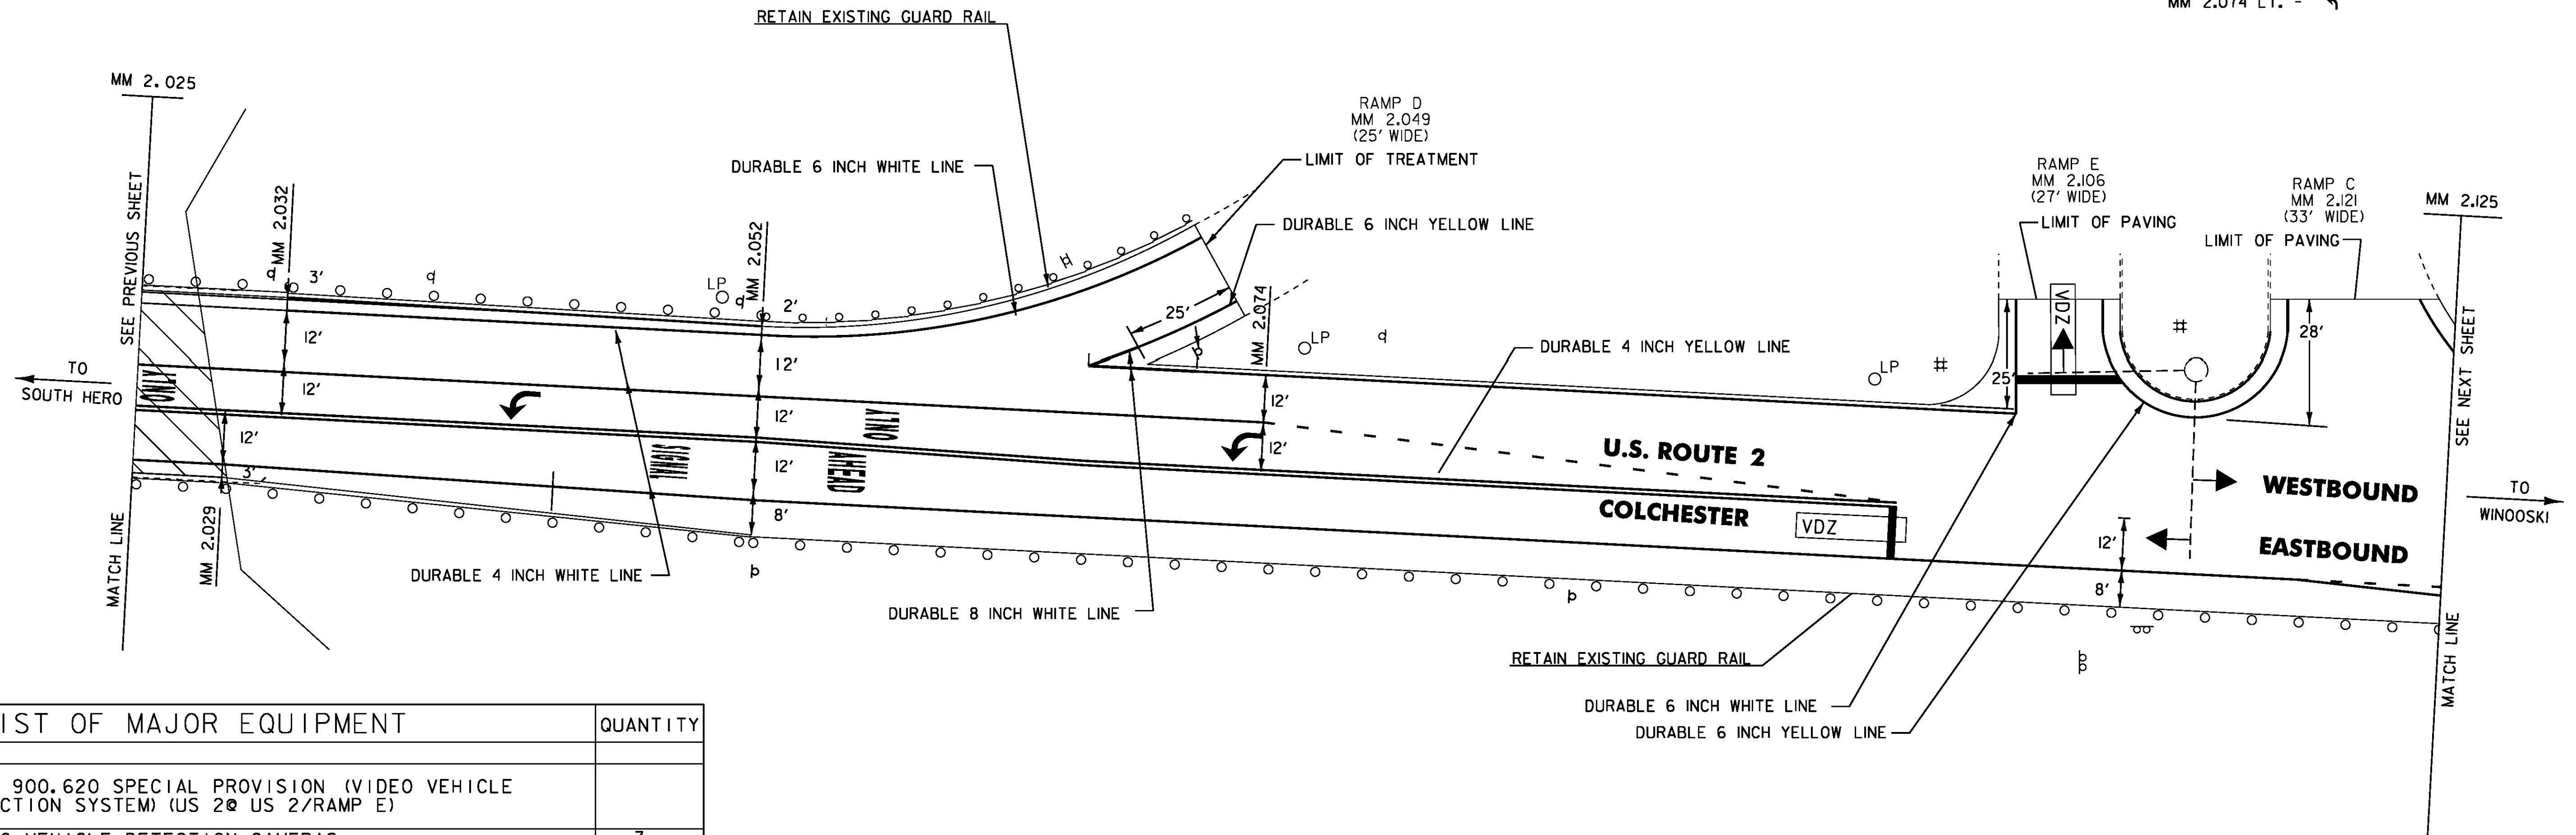 MM 2.074 LT. -
RETAIN EXISTING GUARD RAIL
MM 2.025
RAMP D
MM 2.049
(25' WIDE)
LIMIT OF TREATMENT
DURABLE 6 INCH WHITE LINE
RAMP E
MM 2.106
(27' WIDE)
LIMIT OF PAVING
RAMP C
MM 2.121
(33' WIDE)
LIMIT OF PAVING
MM 2.125
SEE PREVIOUS SHEET
MM 2.032
MM 2.052
DURABLE 6 INCH YELLOW LINE
3'
LP
2'
25'
MM 2.074
LP
VDZ
28'
SEE NEXT SHEET
12'
12'
DURABLE 4 INCH YELLOW LINE
LP
25'
TO
SOUTH HERO
ONLY
12'
12'
12'
ONLY
12'
12'
U.S. ROUTE 2
WESTBOUND
TO
WINOOSKI
12'
3'
SIGNAL
12'
AHEAD
8'
COLCHESTER
VDZ
12'
EASTBOUND
MM 2.029
MATCH LINE
DURABLE 4 INCH WHITE LINE
DURABLE 8 INCH WHITE LINE
8'
RETAIN EXISTING GUARD RAIL
MATCH LINE
DURABLE 6 INCH WHITE LINE
DURABLE 6 INCH YELLOW LINE
IST OF MAJOR EQUIPMENT
QUANTITY
900.620 SPECIAL PROVISION (VIDEO VEHICLE
CTION SYSTEM) (US 2@ US 2/RAMP E)
VEHICLE DETECTION CAMERAS